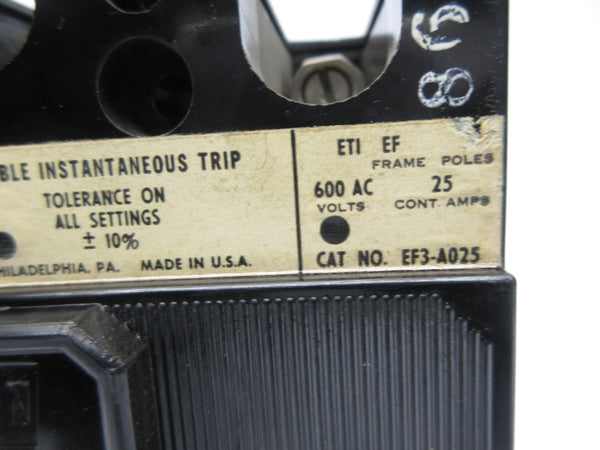 86
BLE INSTANTANEOUS TRIP
TOLERANCE ON
ALL SETTINGS
± 10%
HILADELPHIA, PA. MADE IN U.S.A.
ETI EF
FRAME POLES
600 AC 25
VOLTS CONT. AMPS
CAT NO. EF3-A025
N